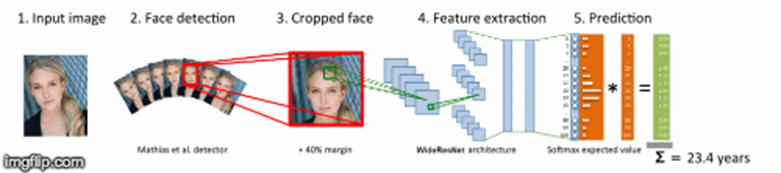 1. Input image
2. Face detection
3. Cropped face
4. Feature extraction
5. Prediction
* =
Mathias et al. detector
+ 40% margin
WideResNet architecture
Softmax expected value
Σ = 23.4 years
imgflip.com